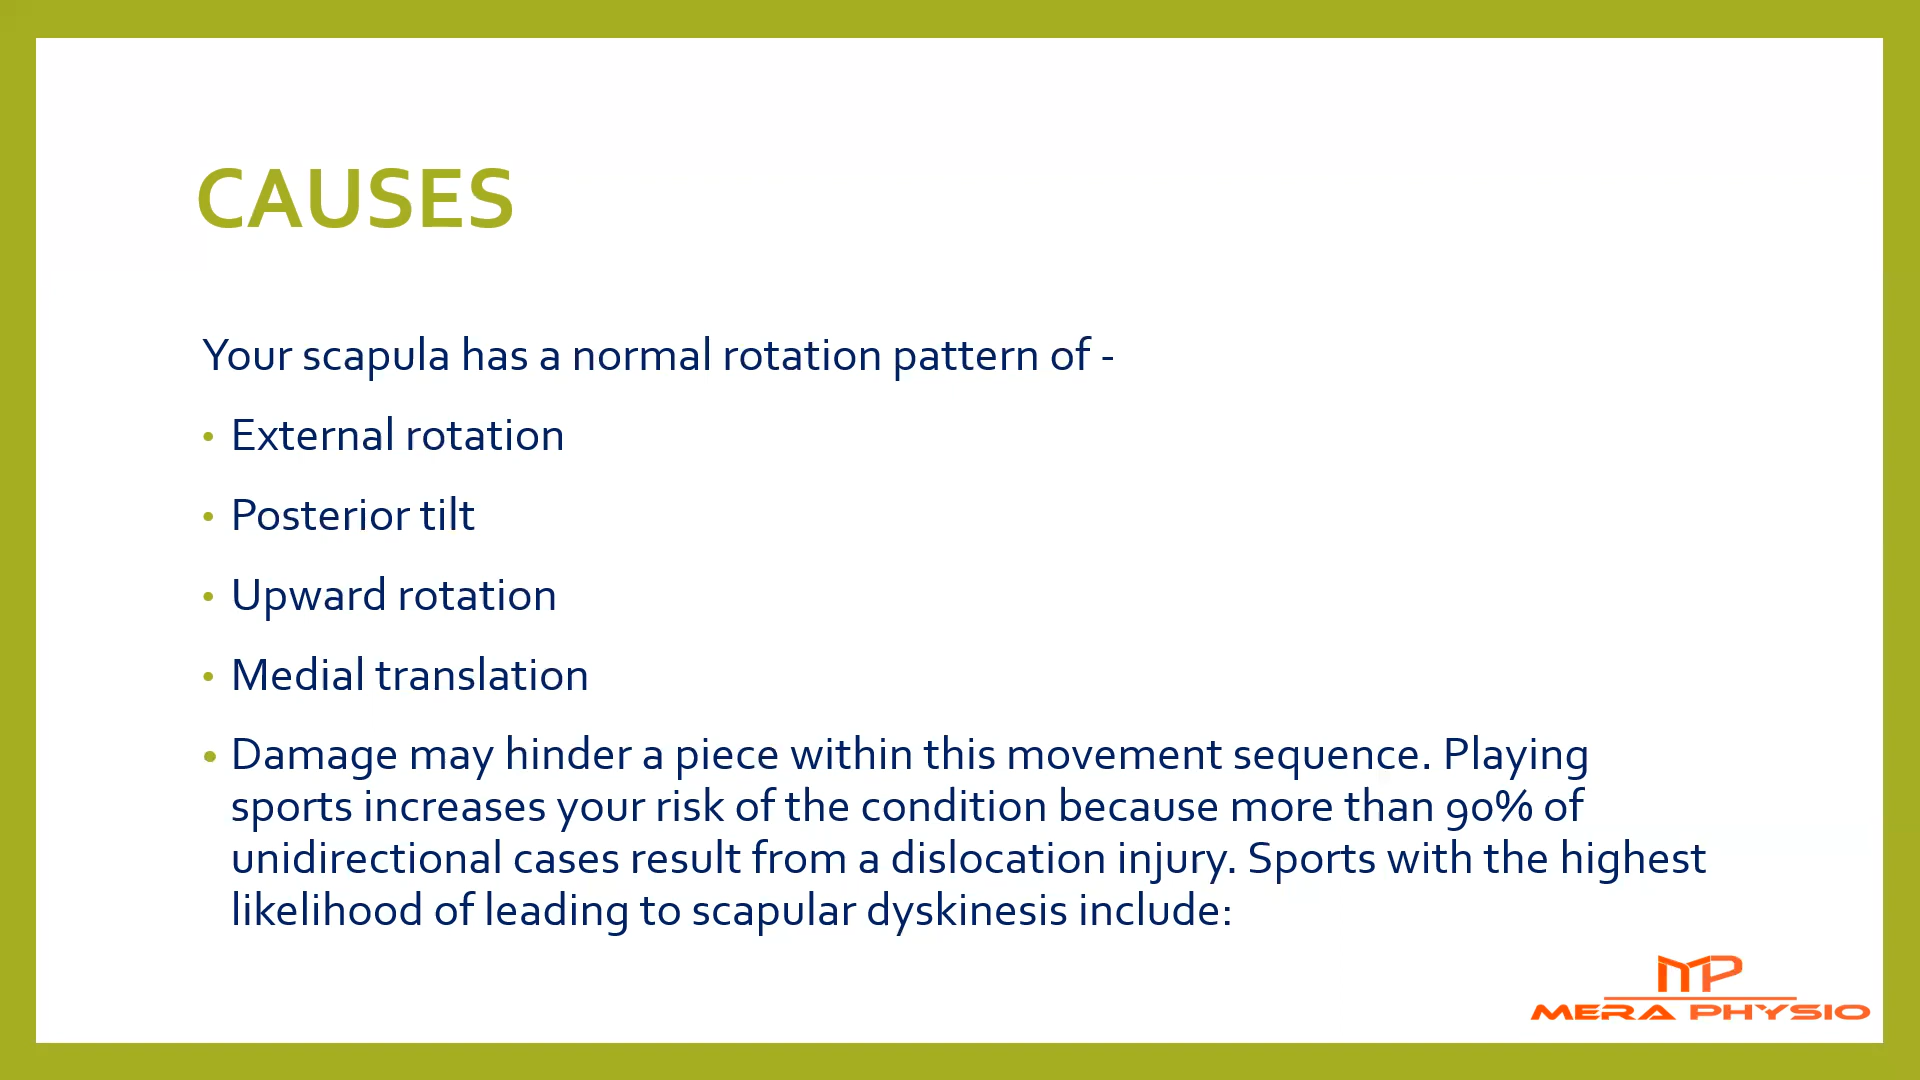 CAUSES
Your scapula has a normal rotation pattern of -
• External rotation
• Posterior tilt
• Upward rotation
• Medial translation
• Damage may hinder a piece within this movement sequence. Playing
sports increases your risk of the condition because more than 90% of
unidirectional cases result from a dislocation injury. Sports with the highest
likelihood of leading to scapular dyskinesis include:
MP
MERA PHYSIO